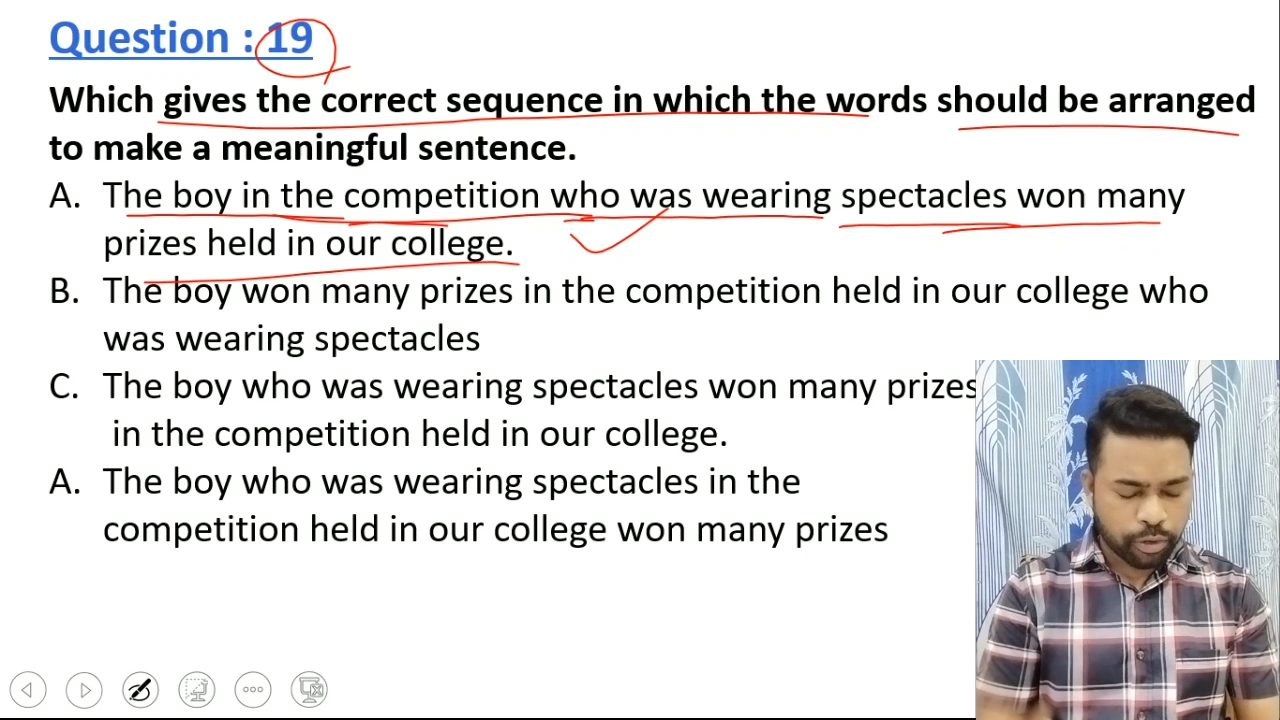 Question : 19
Which gives the correct sequence in which the words should be arranged
to make a meaningful sentence.
A. The boy in the competition who was wearing spectacles won many
prizes held in our college.
B. The boy won many prizes in the competition held in our college who
was wearing spectacles
C. The boy who was wearing spectacles won many prizes
in the competition held in our college.
A. The boy who was wearing spectacles in the
competition held in our college won many prizes